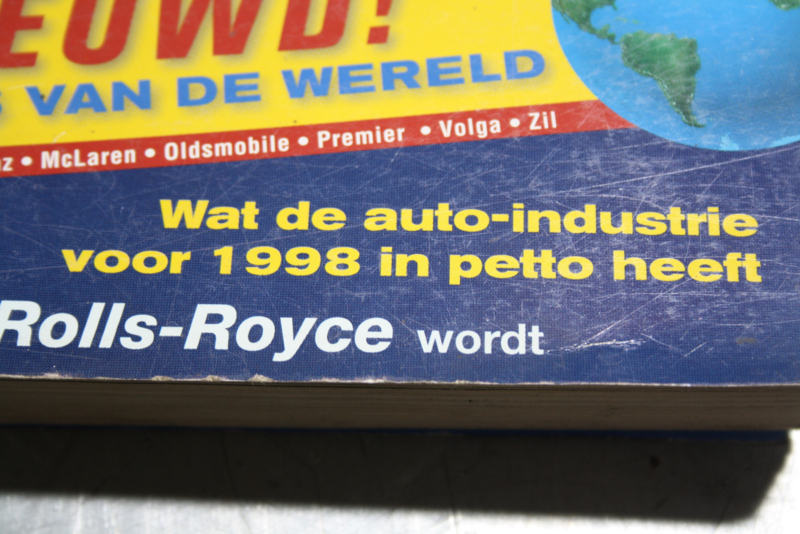 EUWD!
S VAN DE WERELD
nz • McLaren • Oldsmobile • Premier • Volga • Zil
Wat de auto-industrie
voor 1998 in petto heeft
Rolls-Royce wordt